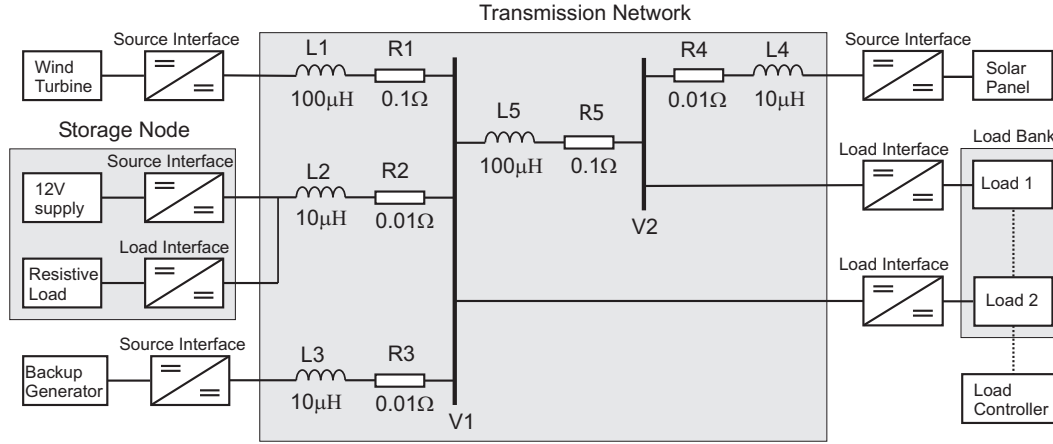 Transmission Network
Source Interface
Wind
Turbine
L1
100μH
R1
0.1Ω
R4
0.01Ω
L4
10μH
Source Interface
Solar
Panel
Storage Node
Source Interface
12V
supply
L2
10μH
R2
0.01Ω
L5
100μH
R5
0.1Ω
V2
Load Interface
Load Bank
Load 1
Load Interface
Resistive
Load
Load Interface
Load 2
Source Interface
Backup
Generator
L3
10μH
R3
0.01Ω
V1
Load
Controller